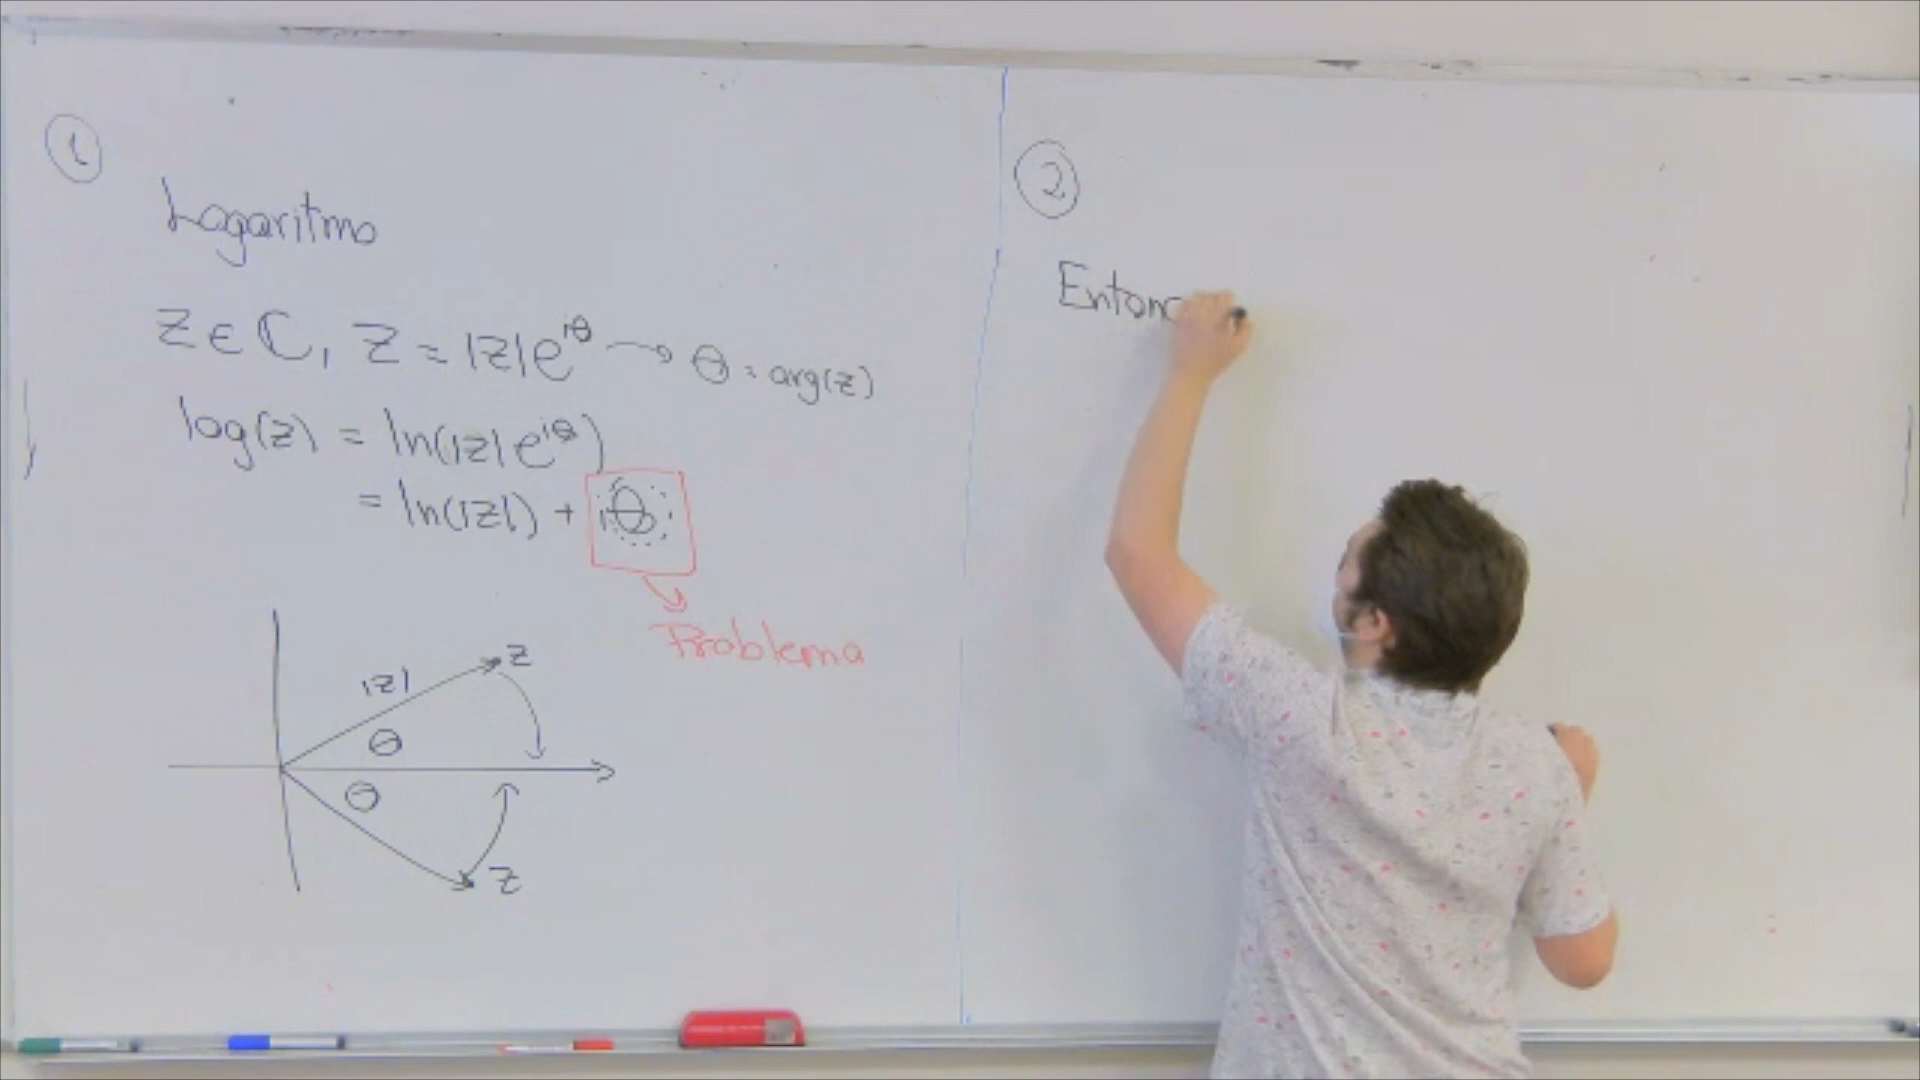 1
Logaritmo
z ∈ ℂ, z = |z|e^{iθ} → θ = arg(z)
log(z) = ln(|z| e^{iθ})
= ln(|z|) + iθ
Problema
|z|
z
θ
θ
z
2
Entonc